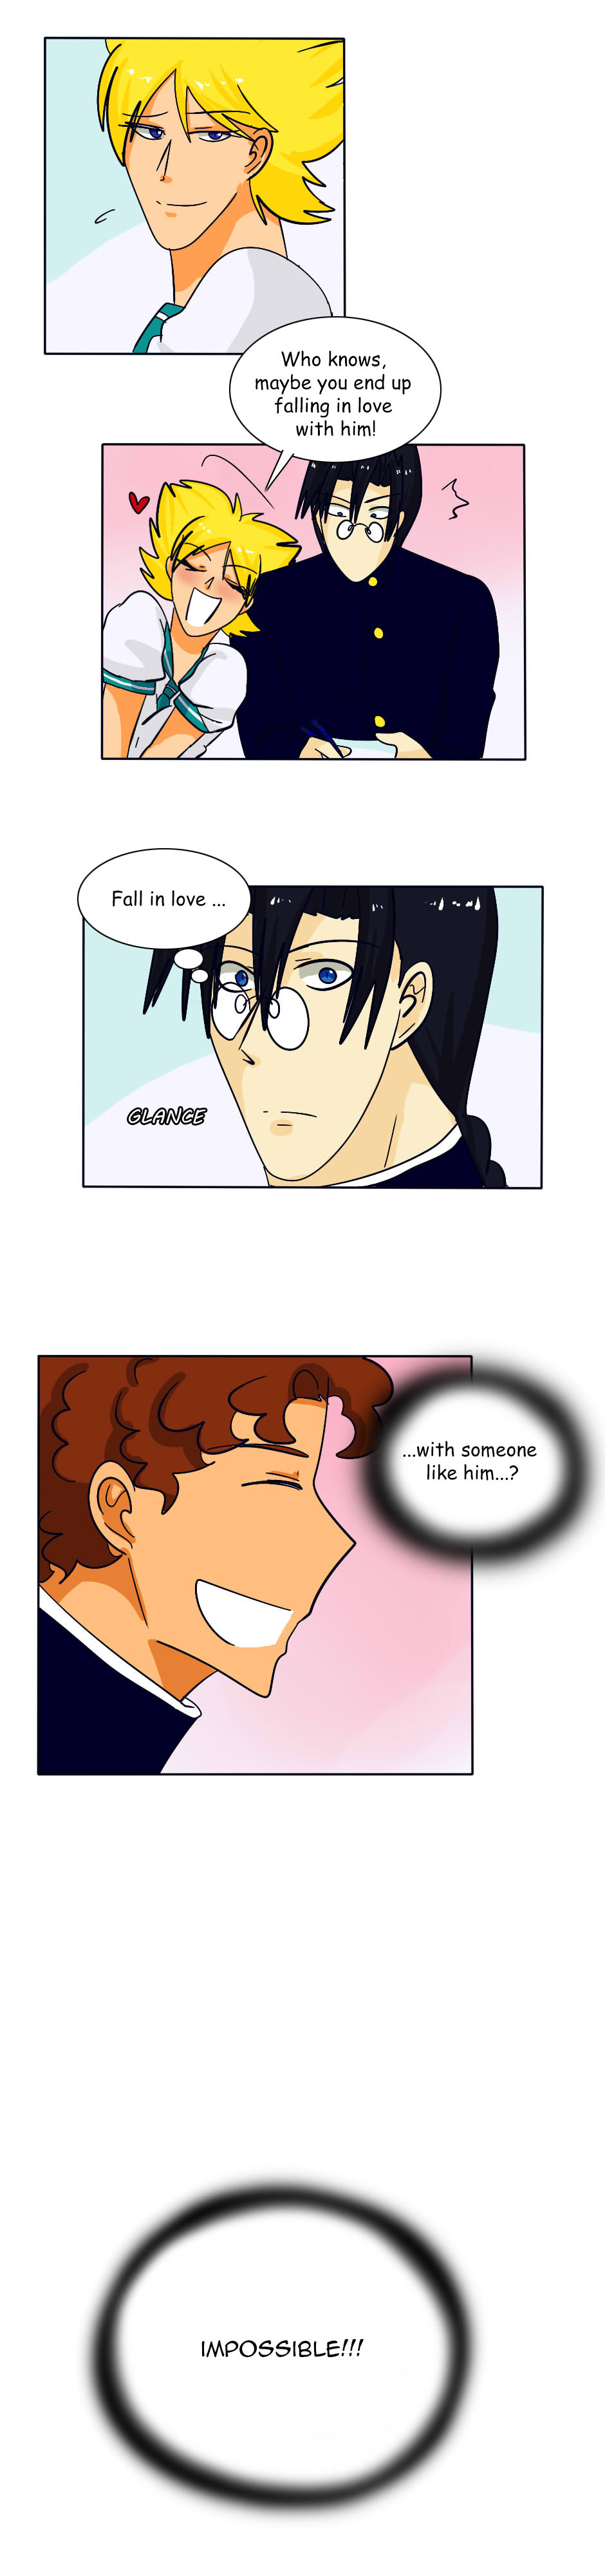 Who knows,
maybe you end up
falling in love
with him!
Fall in love ...
GLANCE
...with someone
like him...?
IMPOSSIBLE!!!